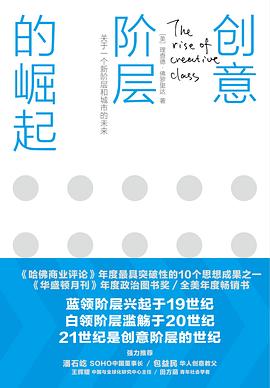 创意
阶层
的崛起
The
rise of
creative
class
[美] 理查德·佛罗里达 著
关于一个新阶层和城市的未来
《哈佛商业评论》年度最具突破性的10个思想成果之一
《华盛顿月刊》年度政治图书奖／全美年度畅销书
蓝领阶层兴起于19世纪
白领阶层滥觞于20世纪
21世纪是创意阶层的世纪
强力推荐
潘石屹 SOHO中国董事长／包益民 华人创意教父
王辉耀 中国与全球化研究中心主任／田方萌 青年社会学者